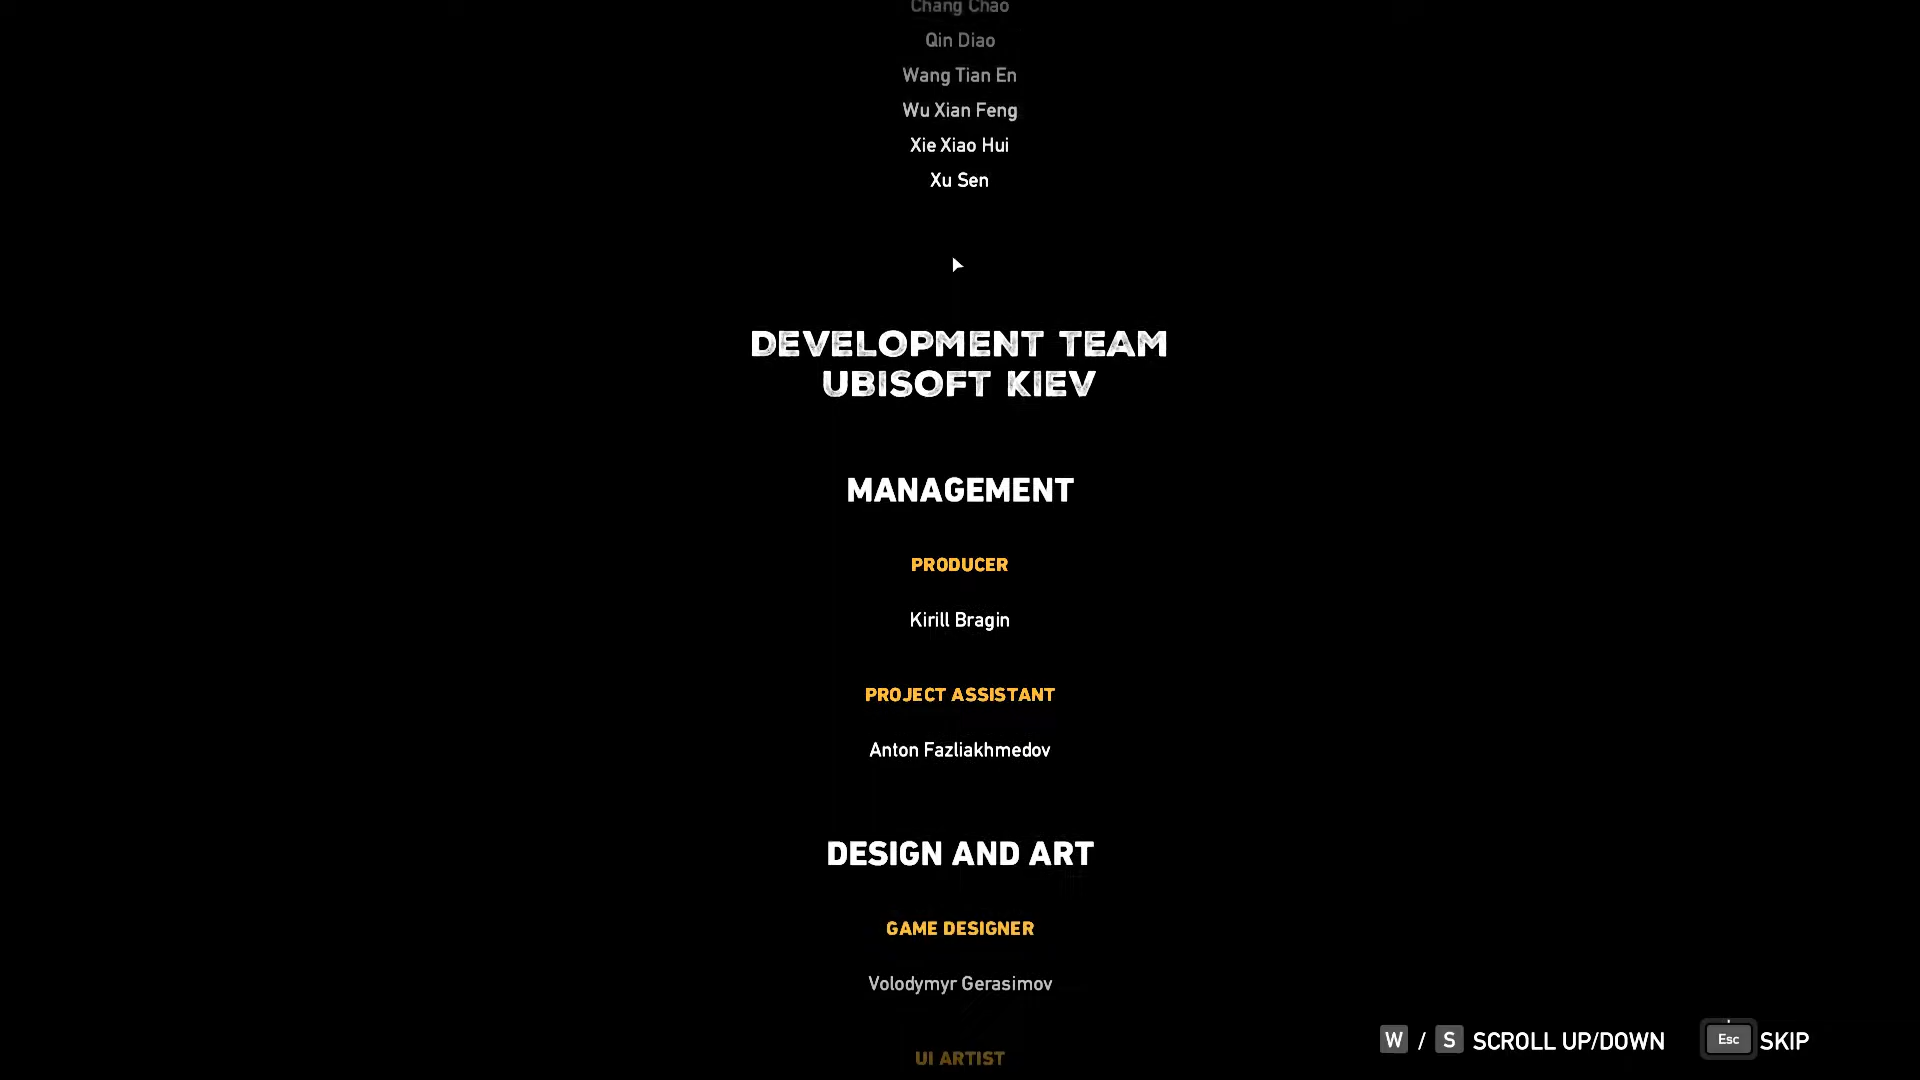 Chang Chao
Qin Diao
Wang Tian En
Wu Xian Feng
Xie Xiao Hui
Xu Sen
DEVELOPMENT TEAM
UBISOFT KIEV
MANAGEMENT
PRODUCER
Kirill Bragin
PROJECT ASSISTANT
Anton Fazliakhmedov
DESIGN AND ART
GAME DESIGNER
Volodymyr Gerasimov
UI ARTIST
W / S SCROLL UP/DOWN Esc SKIP